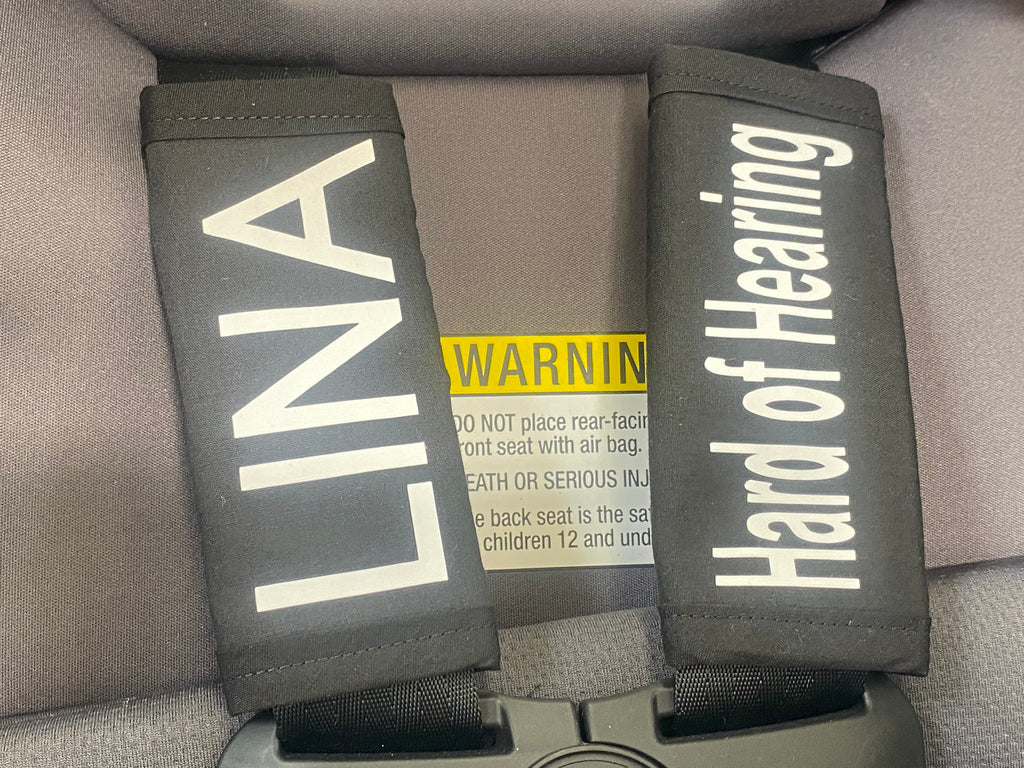 LINA
Hard of Hearing
WARNIN
DO NOT place rear-facin
ront seat with air bag.
EATH OR SERIOUS INJ
e back seat is the sa
children 12 and und